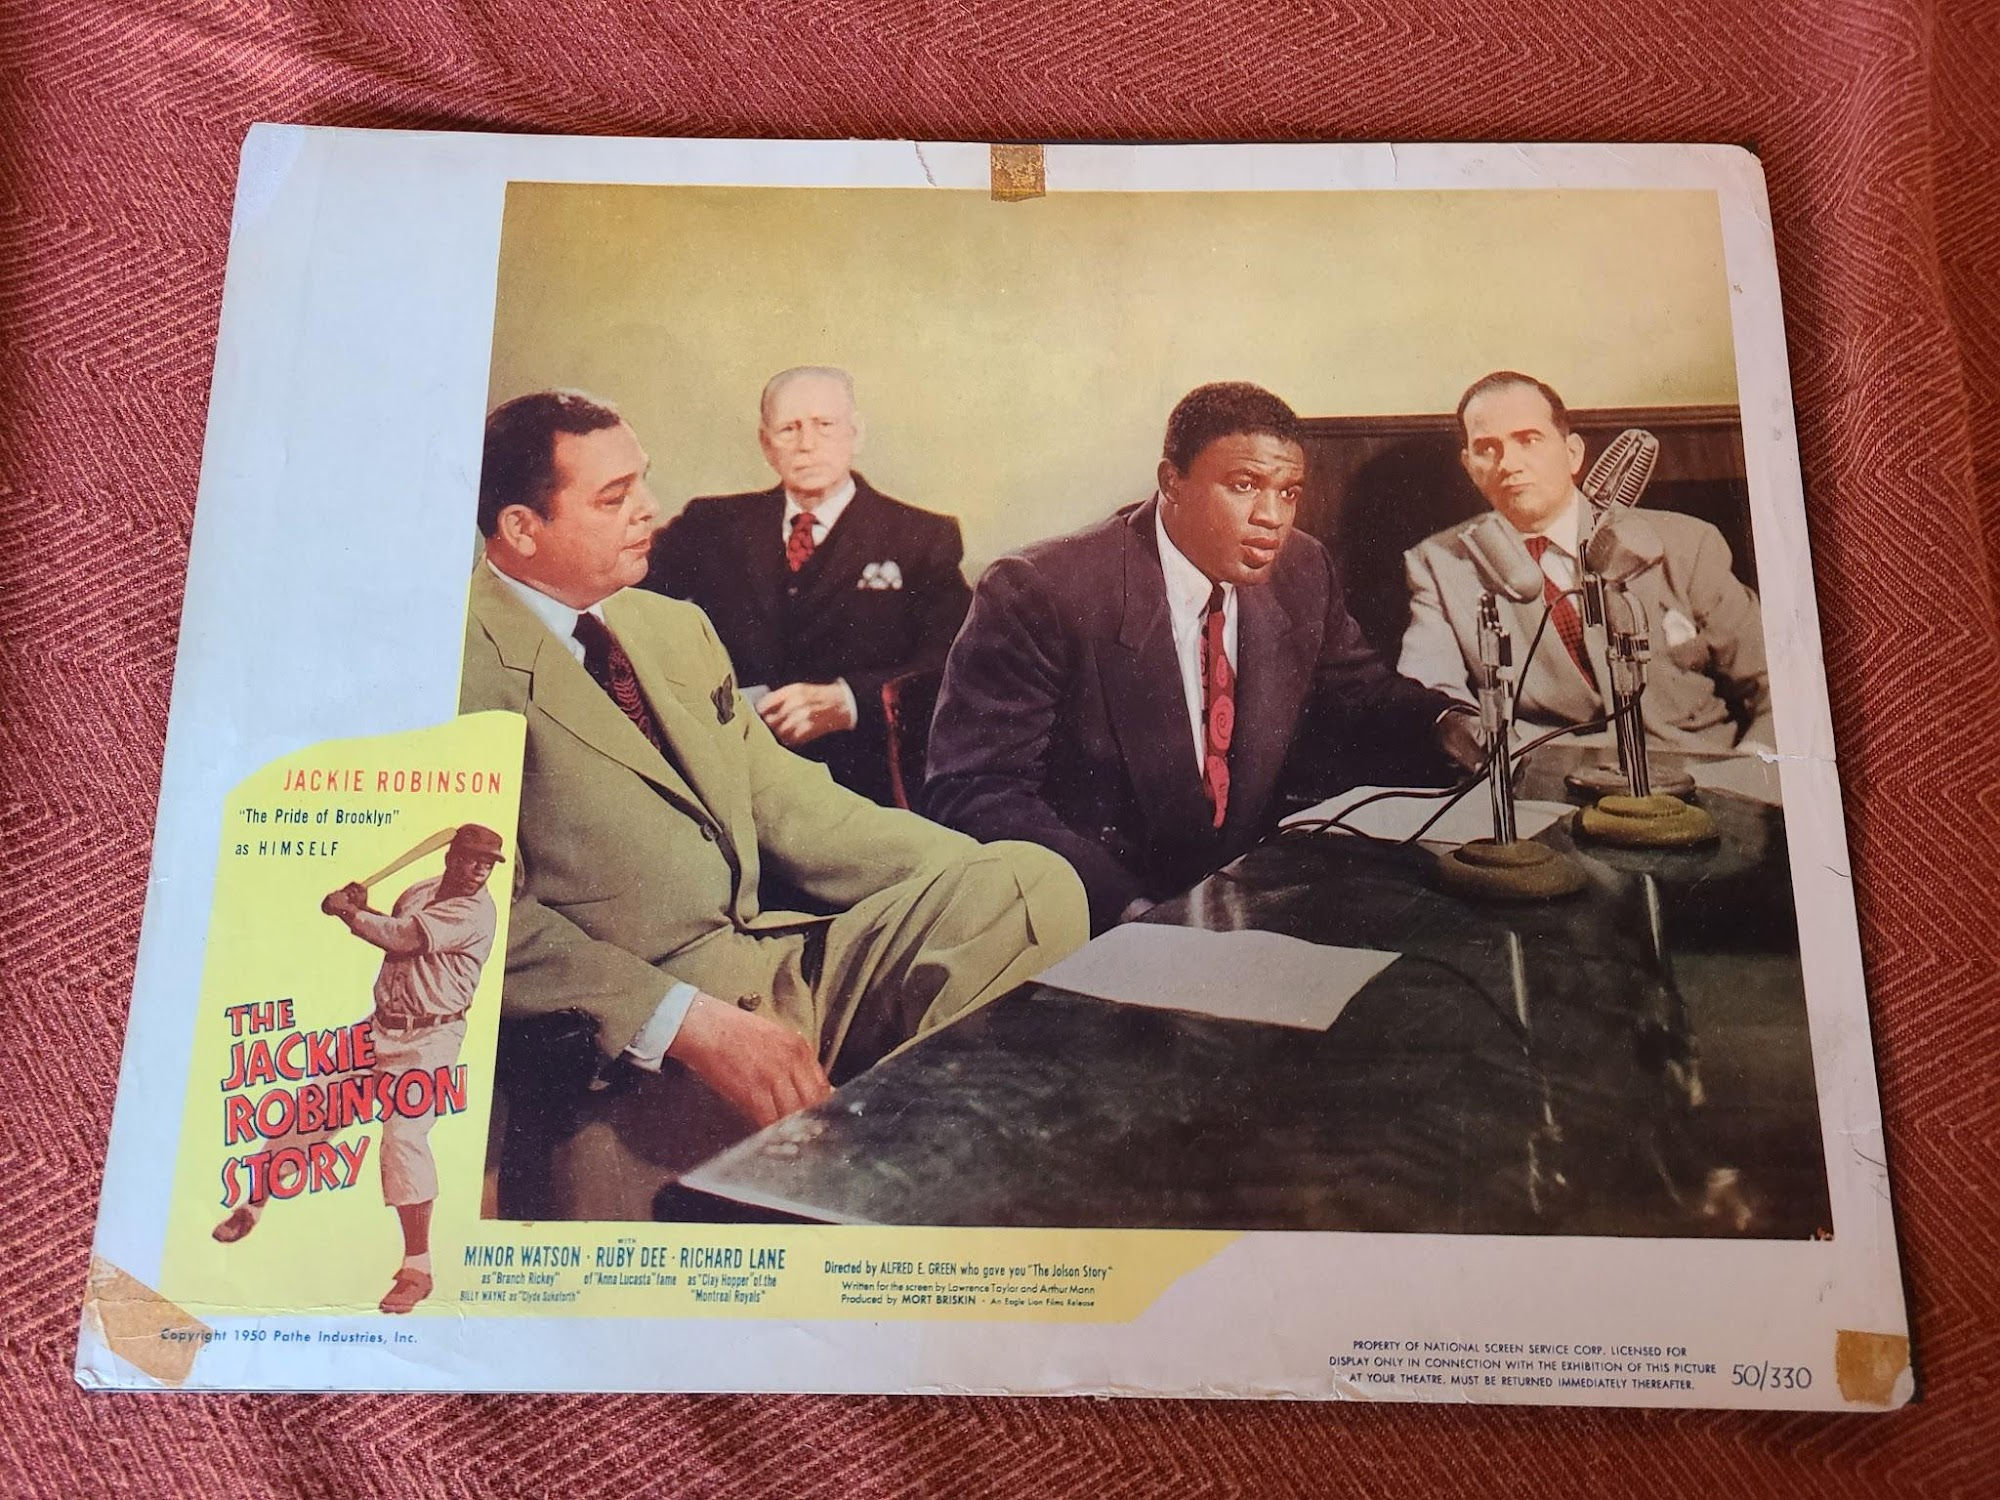 JACKIE ROBINSON
"The Pride of Brooklyn"
as HIMSELF
THE
JACKIE
ROBINSON
STORY
WITH
MINOR WATSON · RUBY DEE · RICHARD LANE
as "Branch Rickey" of "Anna Lucasta" fame as "Clay Hopper" of the
BILLY WAYNE as "Clyde Sukeforth" "Montreal Royals"
Directed by ALFRED E. GREEN who gave you "The Jolson Story"
Written for the screen by Lawrence Taylor and Arthur Mann
Produced by MORT BRISKIN · An Eagle Lion Films Release
Copyright 1950 Pathe Industries, Inc.
PROPERTY OF NATIONAL SCREEN SERVICE CORP. LICENSED FOR
DISPLAY ONLY IN CONNECTION WITH THE EXHIBITION OF THIS PICTURE
AT YOUR THEATRE. MUST BE RETURNED IMMEDIATELY THEREAFTER.
50/330